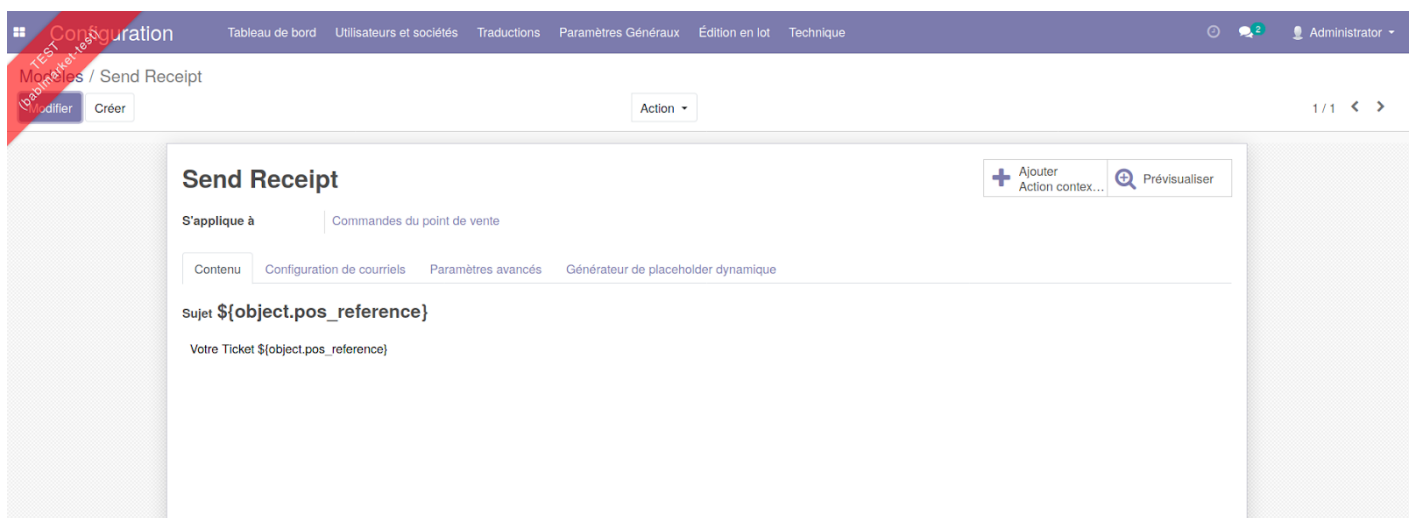 Configuration Tableau de bord Utilisateurs et sociétés Traductions Paramètres Généraux Édition en lot Technique 2 Administrator
TEST
(bablmarket-test)
Modèles / Send Receipt
Modifier Créer Action 1 / 1
Send Receipt
Ajouter
Action contex…
Prévisualiser
S'applique à Commandes du point de vente
Contenu Configuration de courriels Paramètres avancés Générateur de placeholder dynamique
Sujet ${object.pos_reference}
Votre Ticket ${object.pos_reference}